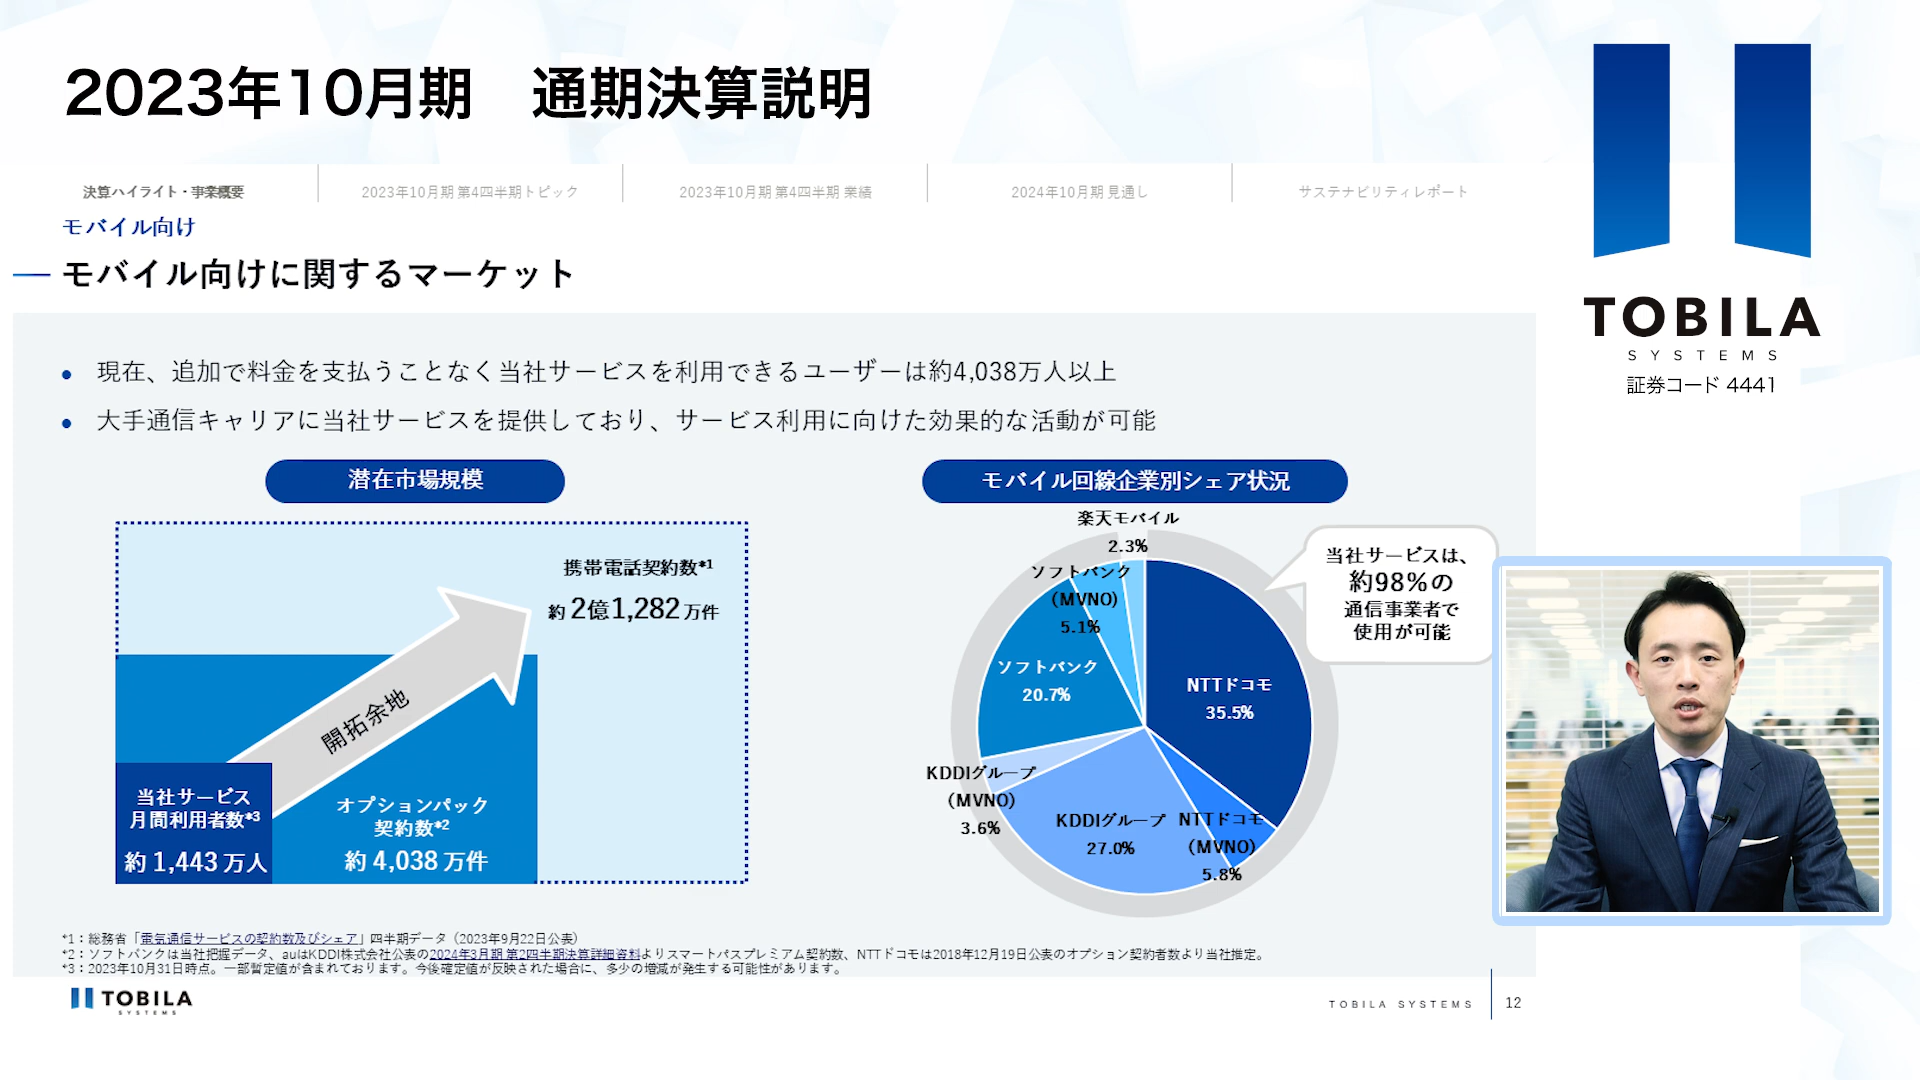 2023年10月期　通期決算説明
決算ハイライト・事業概要
2023年10月期 第4四半期トピック
2023年10月期 第4四半期 業績
2024年10月期 見通し
サステナビリティレポート
モバイル向け
モバイル向けに関するマーケット
TOBILA
SYSTEMS
証券コード 4441
• 現在、追加で料金を支払うことなく当社サービスを利用できるユーザーは約4,038万人以上
• 大手通信キャリアに当社サービスを提供しており、サービス利用に向けた効果的な活動が可能
潜在市場規模
携帯電話契約数*1
約 2億1,282 万件
開拓余地
当社サービス
月間利用者数*3
約 1,443 万人
オプションパック
契約数*2
約 4,038 万件
モバイル回線企業別シェア状況
楽天モバイル
2.3%
ソフトバンク
(MVNO)
5.1%
ソフトバンク
20.7%
NTTドコモ
35.5%
KDDIグループ
(MVNO)
3.6%
KDDIグループ
27.0%
NTTドコモ
(MVNO)
5.8%
当社サービスは、
約98%の
通信事業者で
使用が可能
*1：総務省「電気通信サービスの契約数及びシェア」四半期データ（2023年9月22日公表）
*2：ソフトバンクは当社把握データ、auはKDDI株式会社公表の2024年3月期 第2四半期決算詳細資料よりスマートパスプレミアム契約数、NTTドコモは2018年12月19日公表のオプション契約者数より当社推定。
*3：2023年10月31日時点。一部暫定値が含まれております。今後確定値が反映された場合に、多少の増減が発生する可能性があります。
TOBILA
SYSTEMS
TOBILA SYSTEMS
12